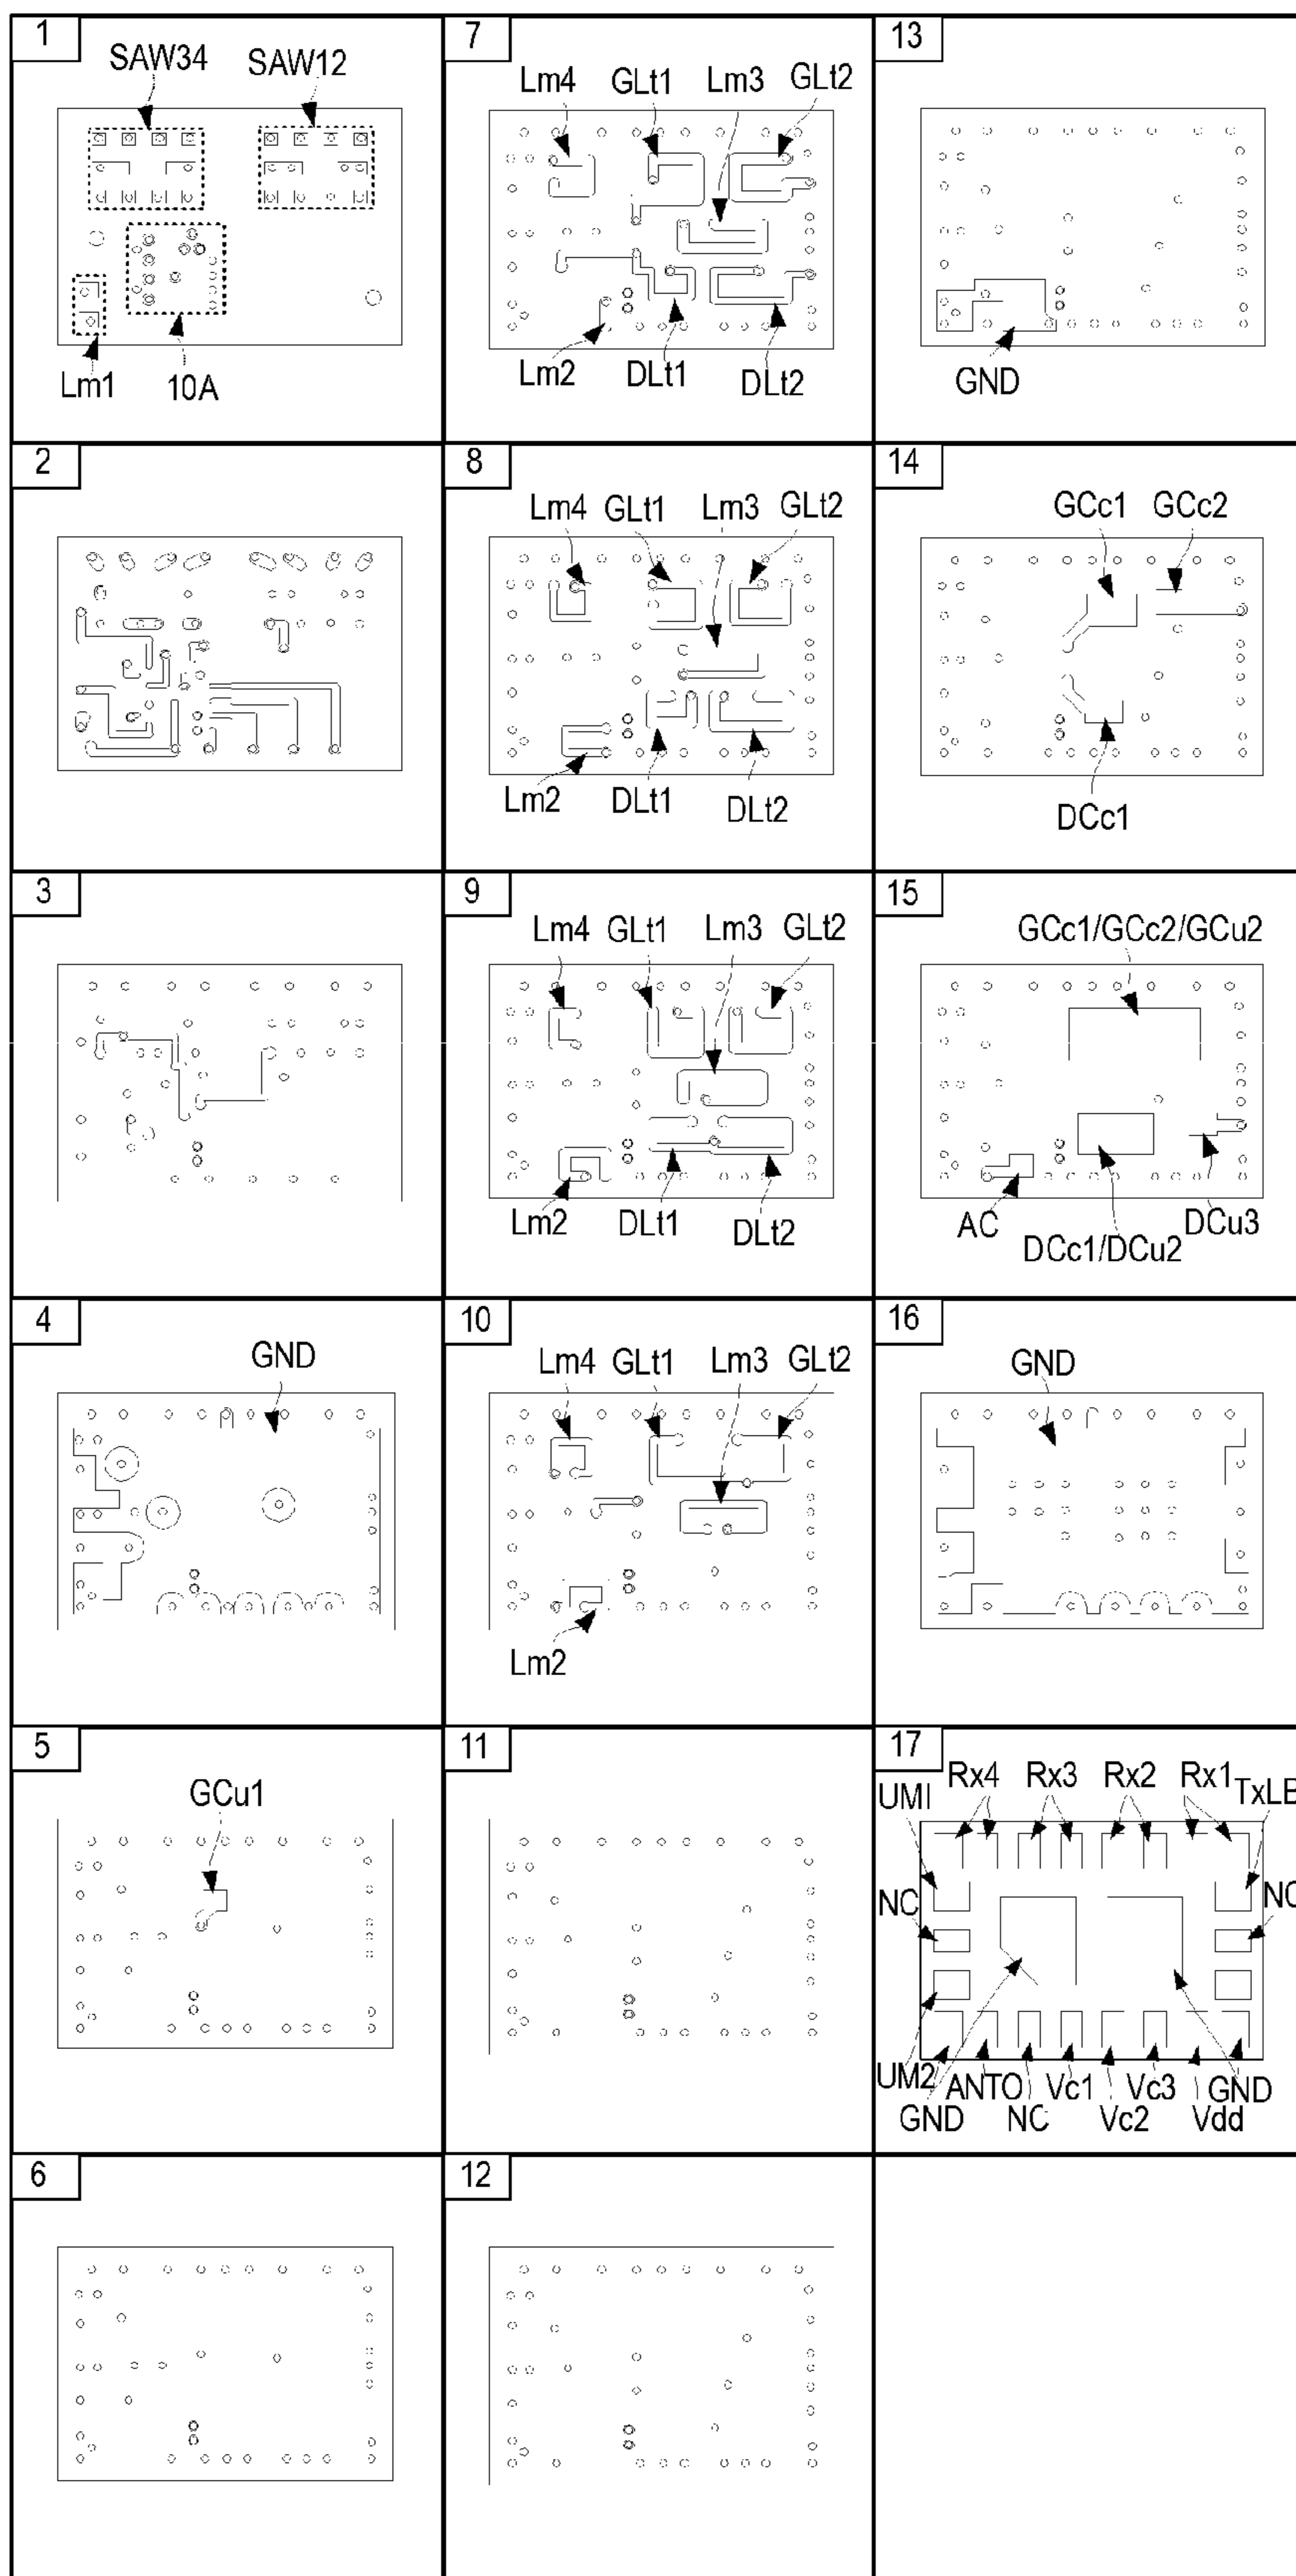 1
SAW34 SAW12
Lm1 10A
2
3
4
GND
5
GCu1
6
7
Lm4 GLt1 Lm3 GLt2
Lm2 DLt1 DLt2
8
Lm4 GLt1 Lm3 GLt2
Lm2 DLt1 DLt2
9
Lm4 GLt1 Lm3 GLt2
Lm2 DLt1 DLt2
10
Lm4 GLt1 Lm3 GLt2
Lm2
11
12
13
GND
14
GCc1 GCc2
DCc1
15
GCc1/GCc2/GCu2
AC DCc1/DCu2 DCu3
16
GND
17
Rx4 Rx3 Rx2 Rx1 TxLB
UMI
NC NC
UM2 ANTO Vc1 Vc3 GND
GND NC Vc2 Vdd